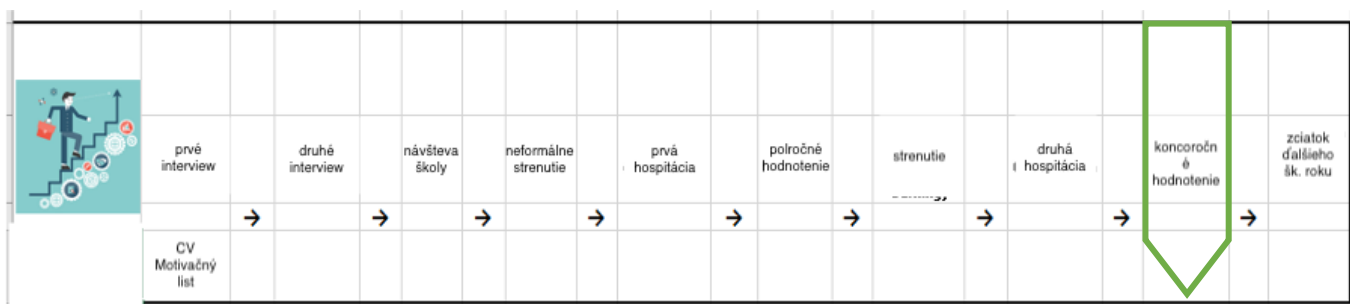 prvé
interview
druhé
interview
návšteva
školy
neformálne
strenutie
prvá
hospitácia
polročné
hodnotenie
strenutie
druhá
hospitácia
koncoročn
é
hodnotenie
zciatok
ďalšieho
šk. roku
→ → → → → → → → →
CV
Motivačný
list